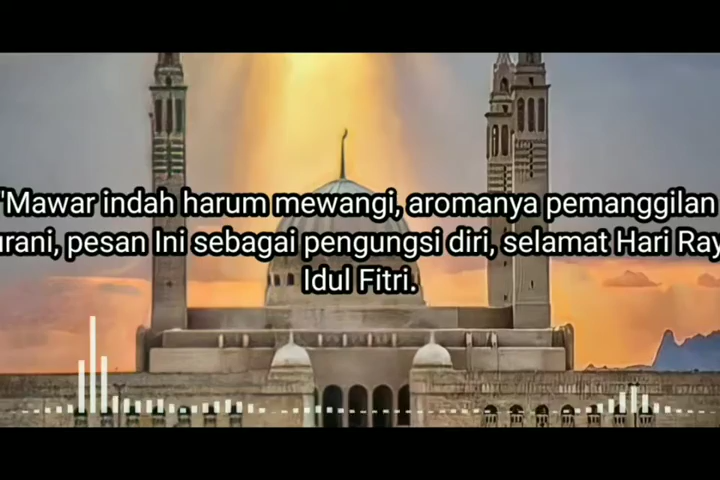 "Mawar indah harum mewangi, aromanya pemanggilan
urani, pesan Ini sebagai pengungsi diri, selamat Hari Ray
Idul Fitri.